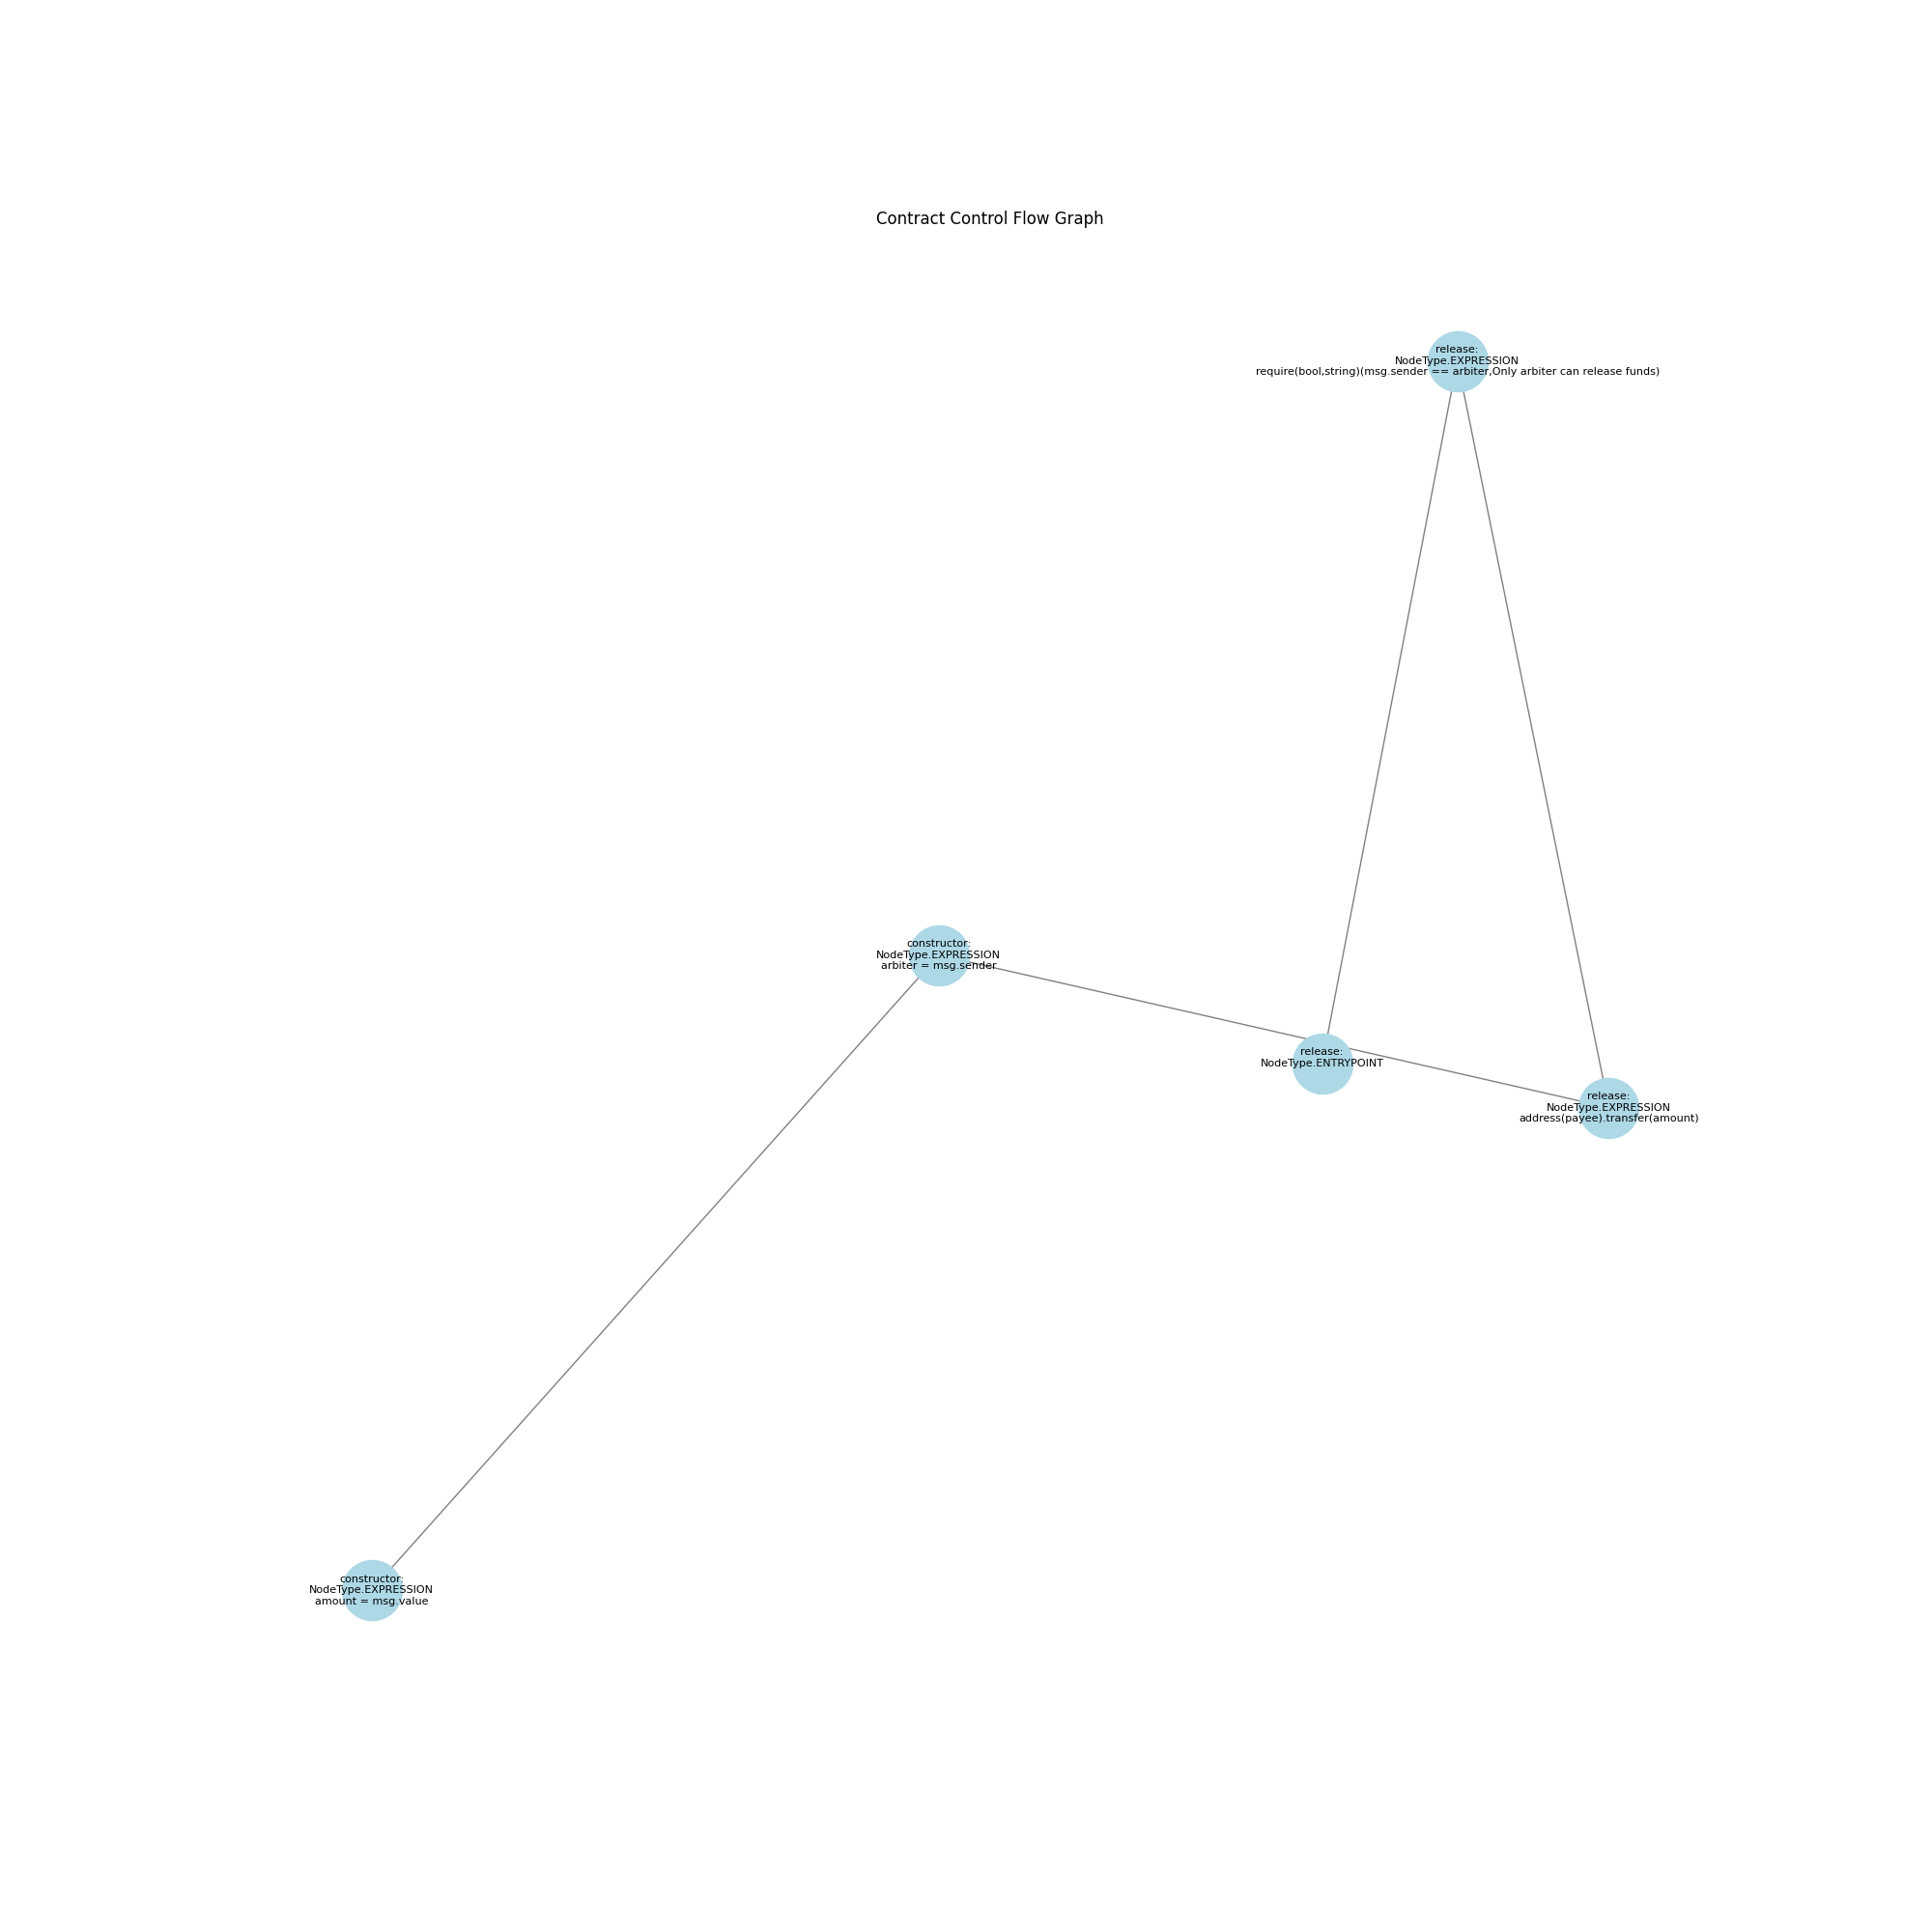 Contract Control Flow Graph
release:
NodeType.EXPRESSION
require(bool,string)(msg.sender == arbiter,Only arbiter can release funds)
constructor:
NodeType.EXPRESSION
arbiter = msg.sender
release:
NodeType.ENTRYPOINT
release:
NodeType.EXPRESSION
address(payee).transfer(amount)
constructor:
NodeType.EXPRESSION
amount = msg.value